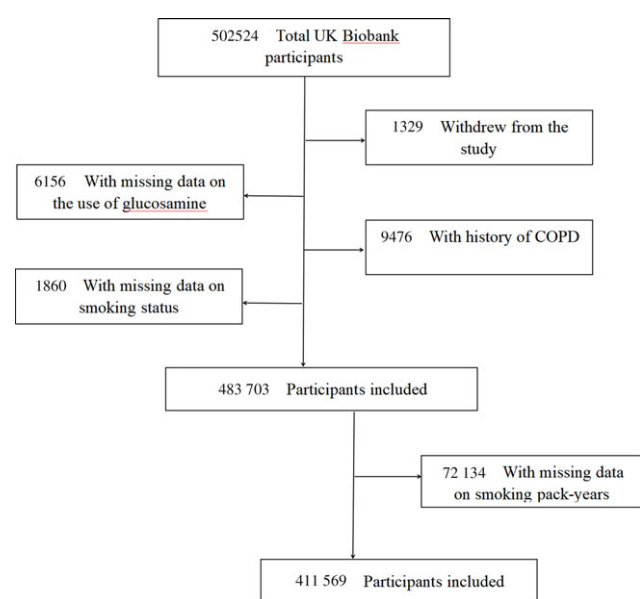 502524 Total UK Biobank
participants
1329 Withdrew from the
study
6156 With missing data on
the use of glucosamine
9476 With history of COPD
1860 With missing data on
smoking status
483 703 Participants included
72 134 With missing data
on smoking pack-years
411 569 Participants included